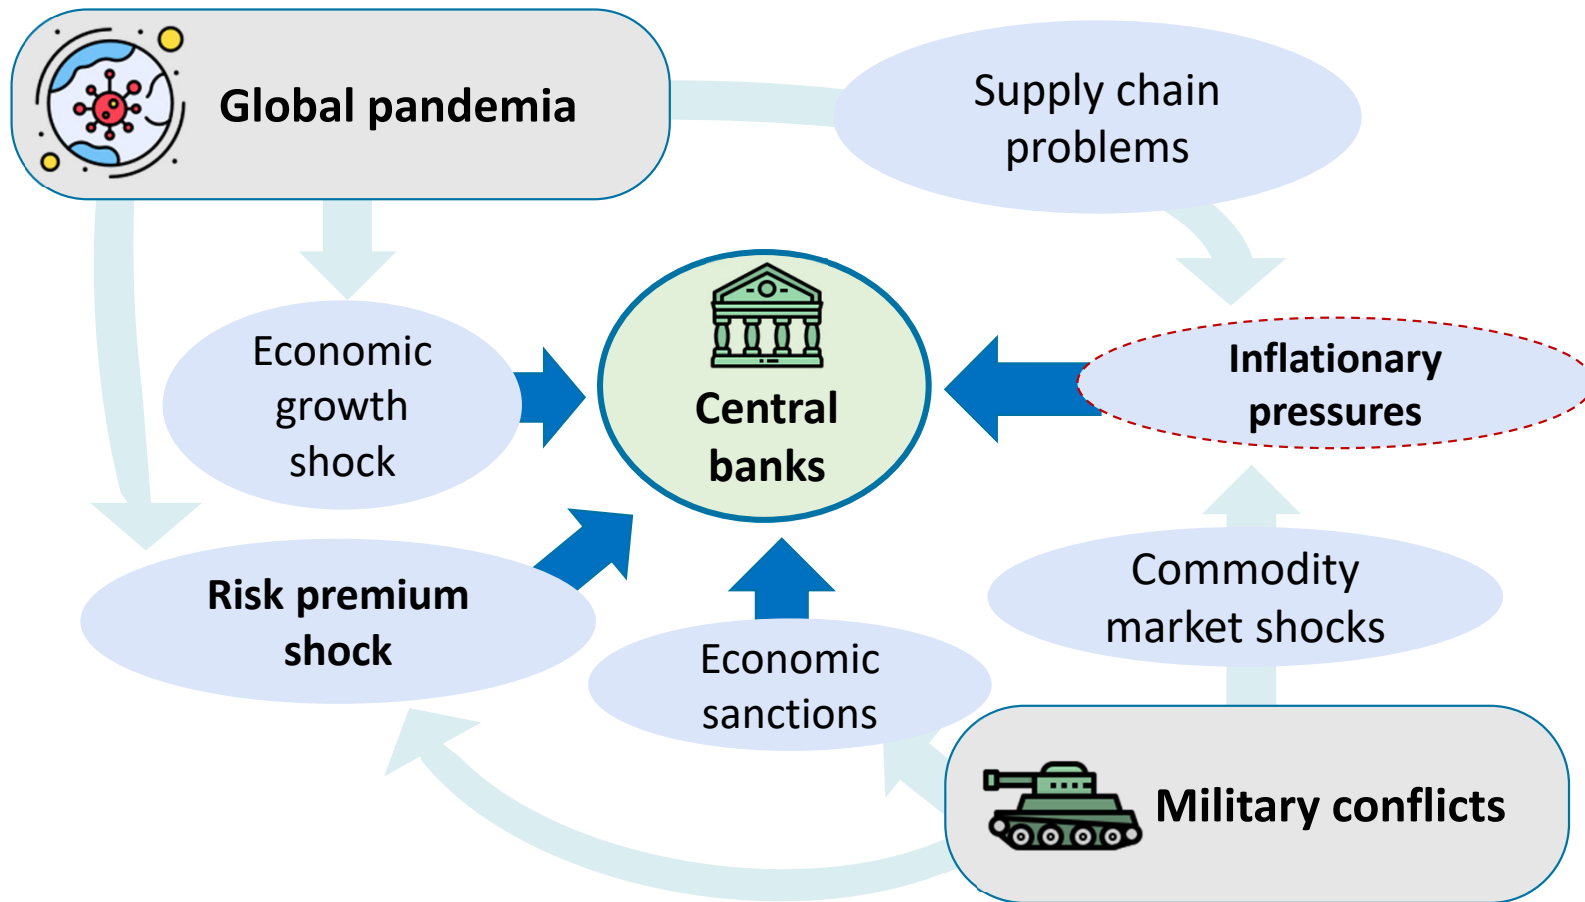 Global pandemia
Supply chain
problems
Economic
growth
shock
Central
banks
Inflationary
pressures
Risk premium
shock
Economic
sanctions
Commodity
market shocks
Military conflicts